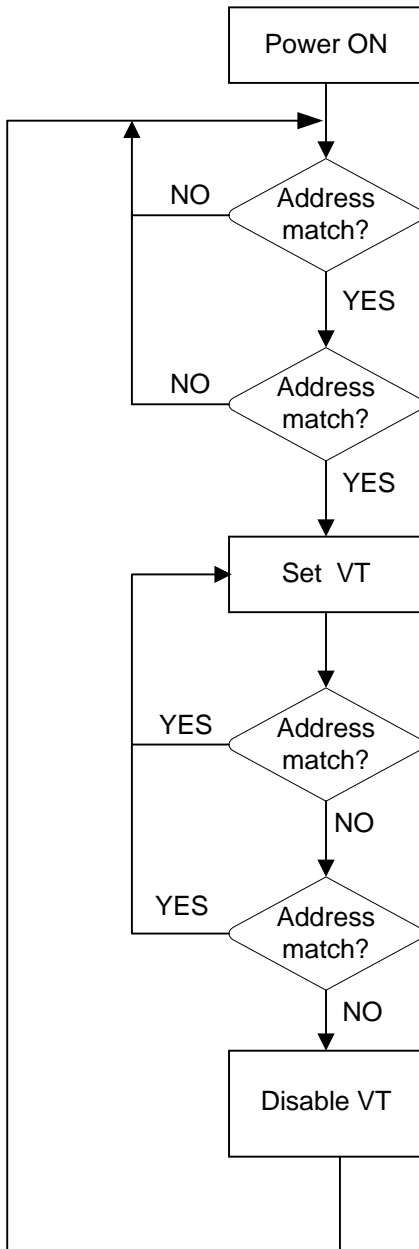 Power ON
NO
Address
match?
YES
NO
Address
match?
YES
Set VT
YES
Address
match?
NO
YES
Address
match?
NO
Disable VT